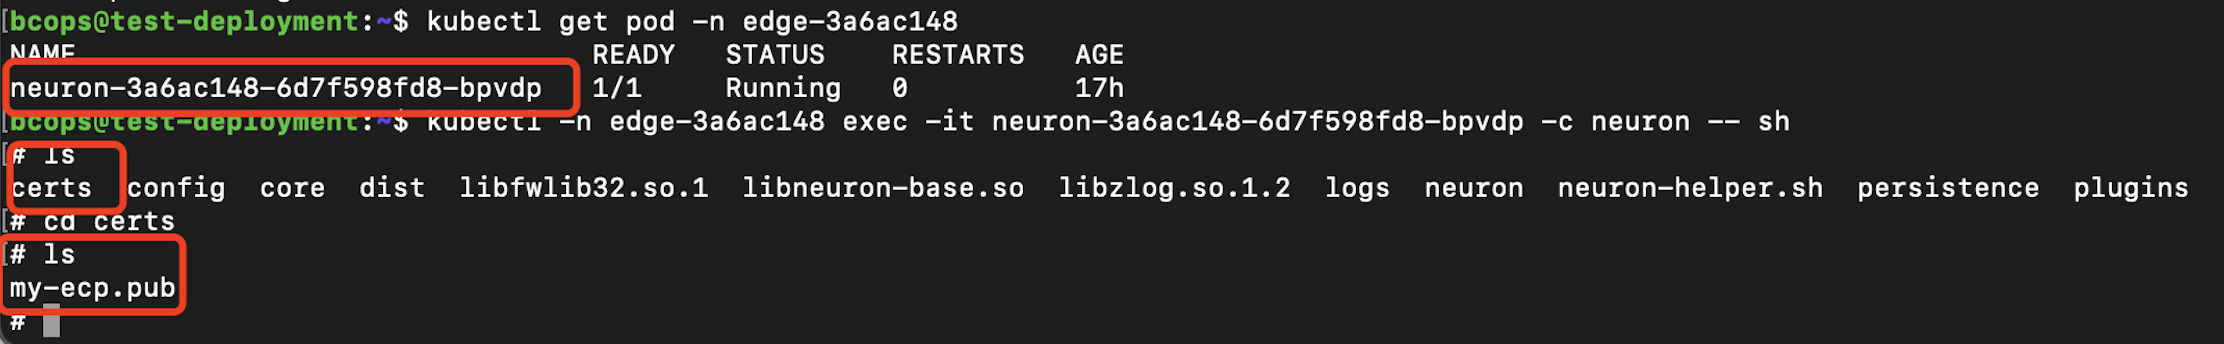 [bcops@test-deployment:~$ kubectl get pod -n edge-3a6ac148
NAME READY STATUS RESTARTS AGE
neuron-3a6ac148-6d7f598fd8-bpvdp 1/1 Running 0 17h
[bcops@test-deployment:~$ kubectl -n edge-3a6ac148 exec -it neuron-3a6ac148-6d7f598fd8-bpvdp -c neuron -- sh
[# ls
certs config core dist libfwlib32.so.1 libneuron-base.so libzlog.so.1.2 logs neuron neuron-helper.sh persistence plugins
[# cd certs
[# ls
my-ecp.pub
#